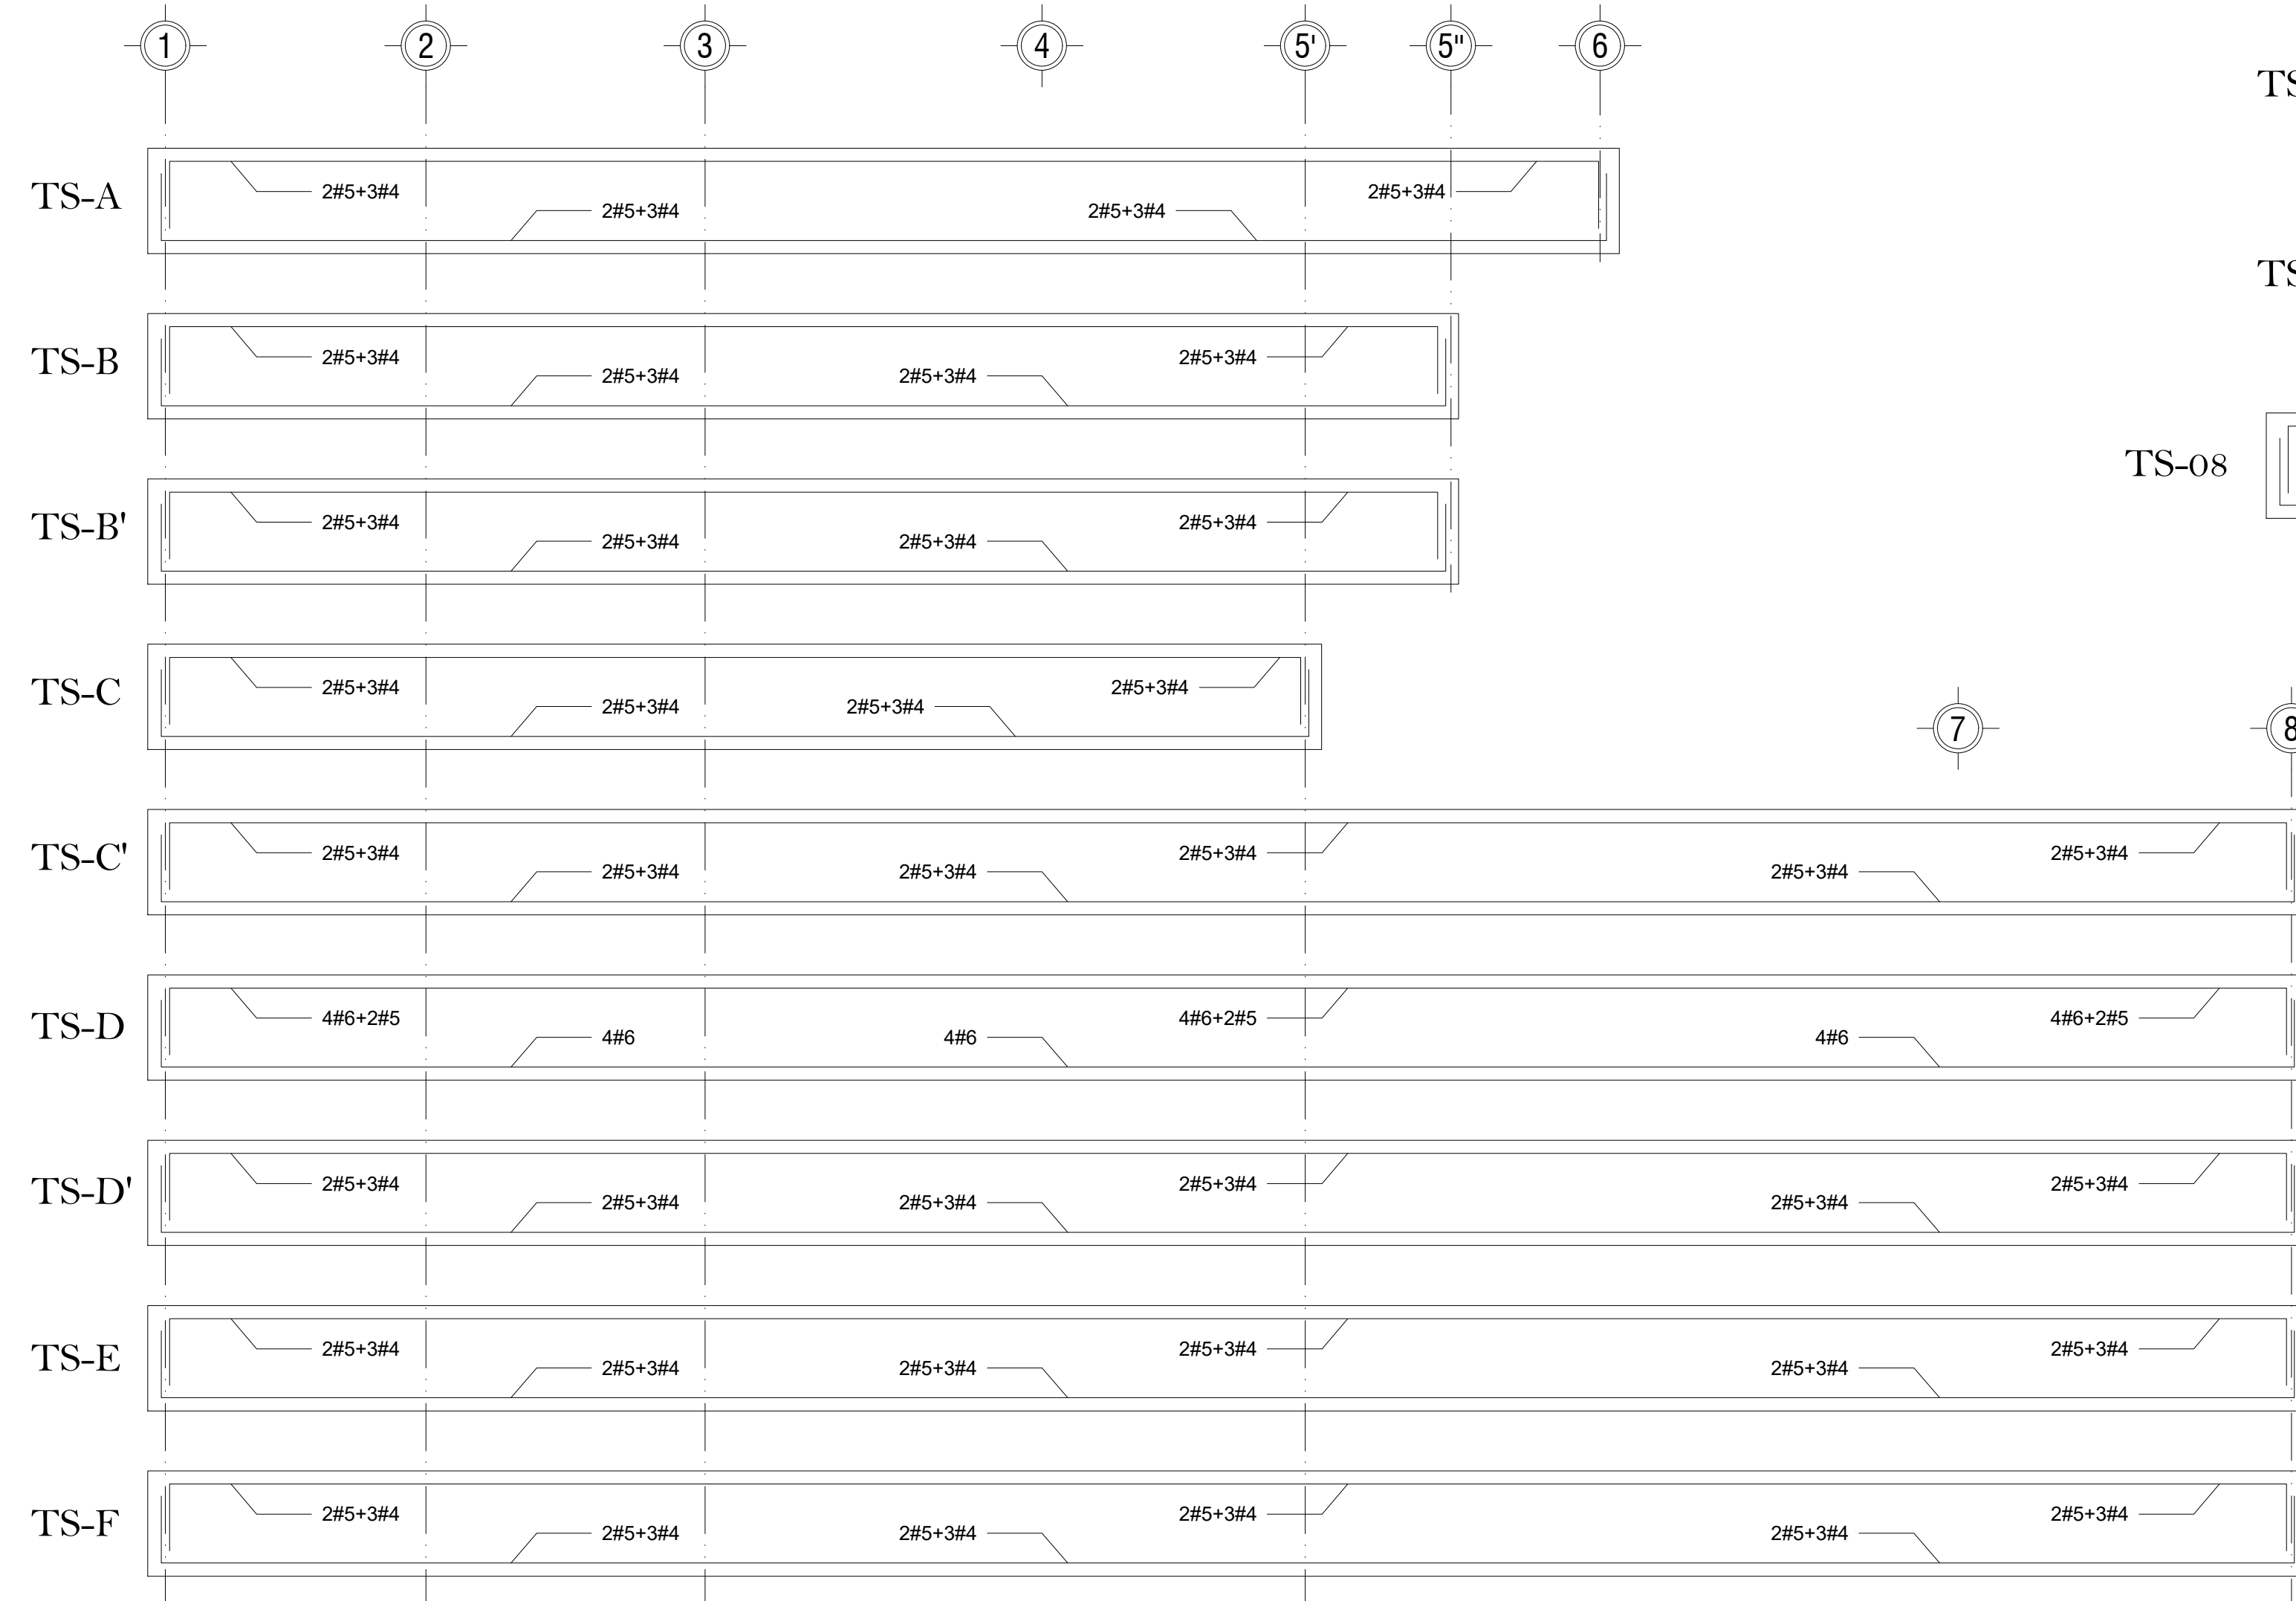 1 2 3 4 5' 5" 6
TS
TS-A 2#5+3#4 2#5+3#4
2#5+3#4 2#5+3#4
TS
TS-B 2#5+3#4 2#5+3#4
2#5+3#4 2#5+3#4
TS-08
TS-B' 2#5+3#4 2#5+3#4
2#5+3#4 2#5+3#4
TS-C 2#5+3#4 2#5+3#4
2#5+3#4 2#5+3#4
7 8
TS-C' 2#5+3#4 2#5+3#4 2#5+3#4
2#5+3#4 2#5+3#4 2#5+3#4
TS-D 4#6+2#5 4#6+2#5 4#6+2#5
4#6 4#6 4#6
TS-D' 2#5+3#4 2#5+3#4 2#5+3#4
2#5+3#4 2#5+3#4 2#5+3#4
TS-E 2#5+3#4 2#5+3#4 2#5+3#4
2#5+3#4 2#5+3#4 2#5+3#4
TS-F 2#5+3#4 2#5+3#4 2#5+3#4
2#5+3#4 2#5+3#4 2#5+3#4